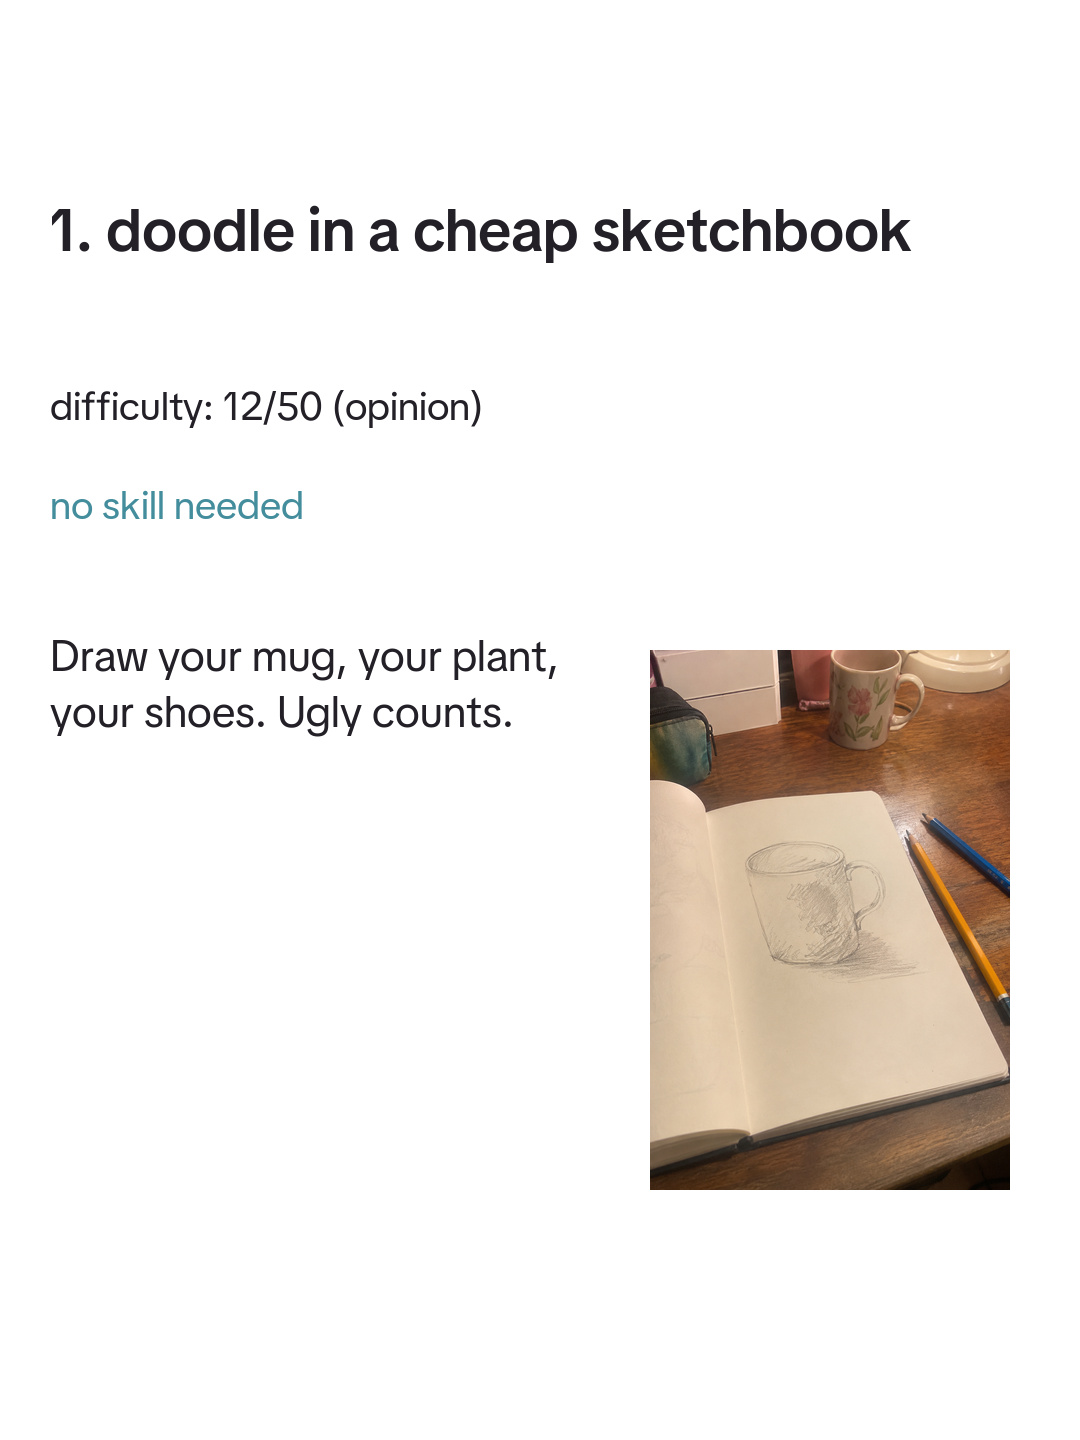 1. doodle in a cheap sketchbook
difficulty: 12/50 (opinion)
no skill needed
Draw your mug, your plant,
your shoes. Ugly counts.